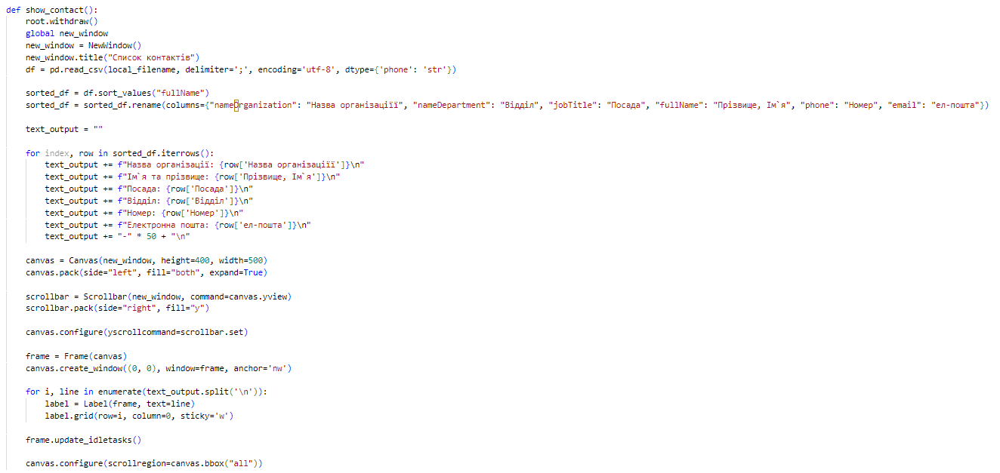 def show_contact():
    root.withdraw()
    global new_window
    new_window = NewWindow()
    new_window.title("Список контактів")
    df = pd.read_csv(local_filename, delimiter=';', encoding='utf-8', dtype={'phone': 'str'})
    sorted_df = df.sort_values("fullName")
    sorted_df = sorted_df.rename(columns={"nameOrganization": "Назва організаціїї", "nameDepartment": "Відділ", "jobTitle": "Посада", "fullName": "Прізвище, Ім`я", "phone": "Номер", "email": "ел-пошта"})
    text_output = ""
    for index, row in sorted_df.iterrows():
        text_output += f"Назва організації: {row['Назва організаціїї']}\n"
        text_output += f"Ім`я та прізвище: {row['Прізвище, Ім`я']}\n"
        text_output += f"Посада: {row['Посада']}\n"
        text_output += f"Відділ: {row['Відділ']}\n"
        text_output += f"Номер: {row['Номер']}\n"
        text_output += f"Електронна пошта: {row['ел-пошта']}\n"
        text_output += "-" * 50 + "\n"
    canvas = Canvas(new_window, height=400, width=500)
    canvas.pack(side="left", fill="both", expand=True)
    scrollbar = Scrollbar(new_window, command=canvas.yview)
    scrollbar.pack(side="right", fill="y")
    canvas.configure(yscrollcommand=scrollbar.set)
    frame = Frame(canvas)
    canvas.create_window((0, 0), window=frame, anchor='nw')
    for i, line in enumerate(text_output.split('\n')):
        label = Label(frame, text=line)
        label.grid(row=i, column=0, sticky='w')
    frame.update_idletasks()
    canvas.configure(scrollregion=canvas.bbox("all"))